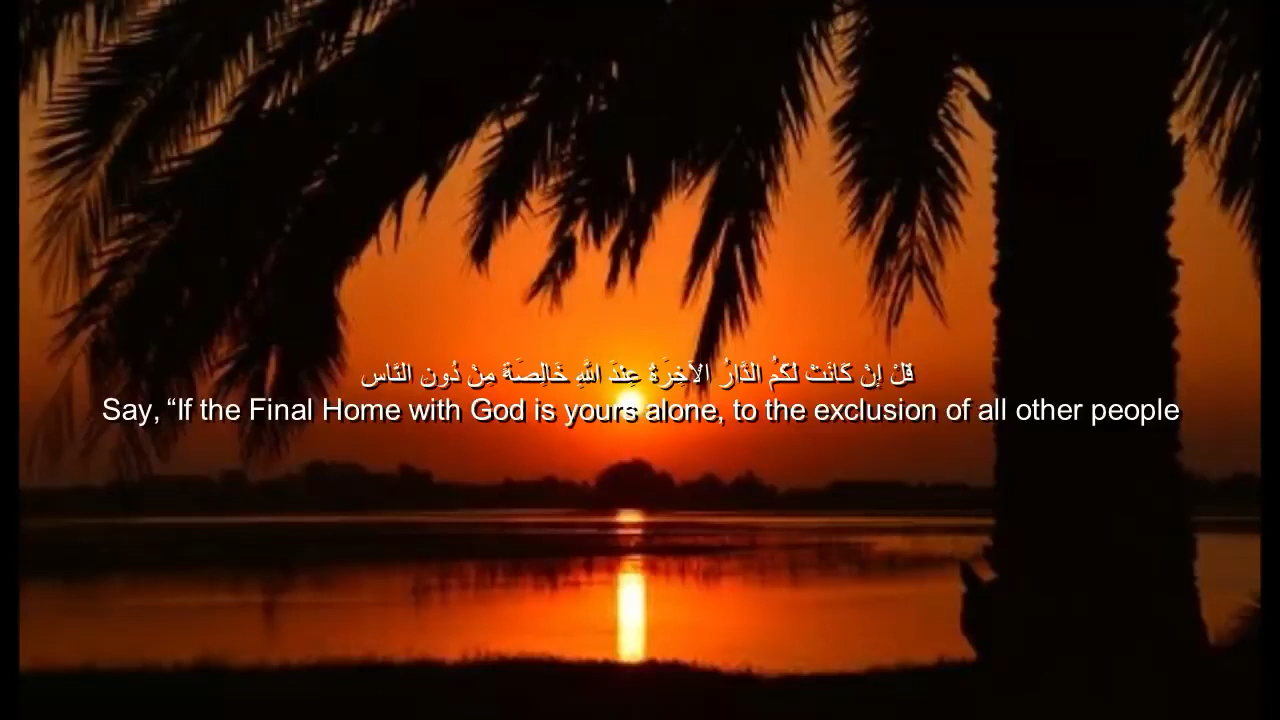 قُلْ إِنْ كَانَتْ لَكُمُ الدَّارُ الْآخِرَةُ عِنْدَ اللَّهِ خَالِصَةً مِنْ دُونِ النَّاسِ
Say, “If the Final Home with God is yours alone, to the exclusion of all other people